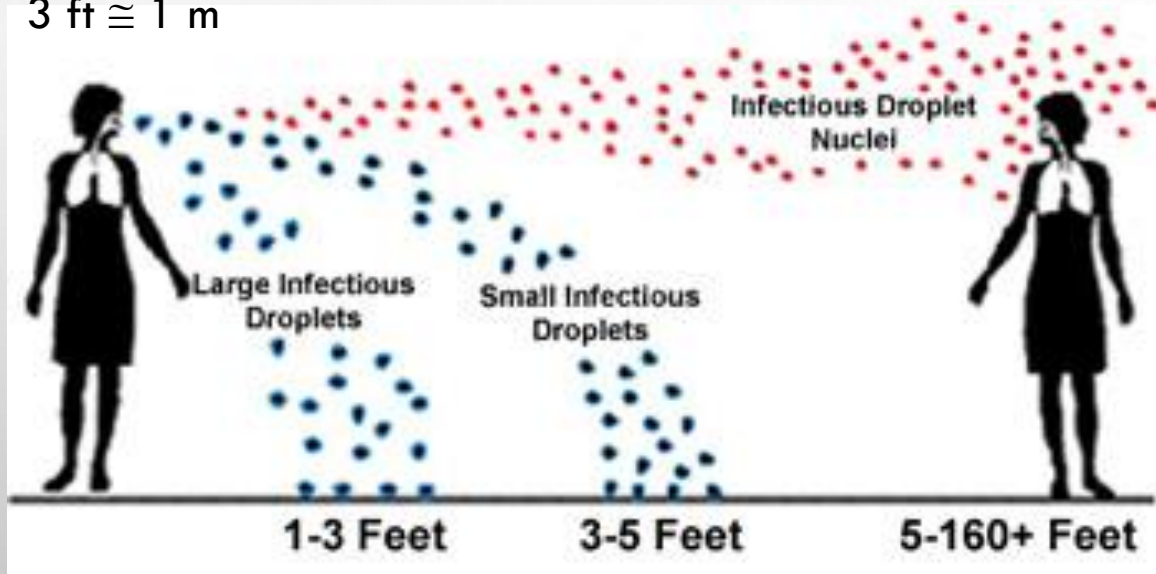 3 ft ≅ 1 m
Infectious Droplet
Nuclei
Large Infectious
Droplets
Small Infectious
Droplets
1-3 Feet
3-5 Feet
5-160+ Feet